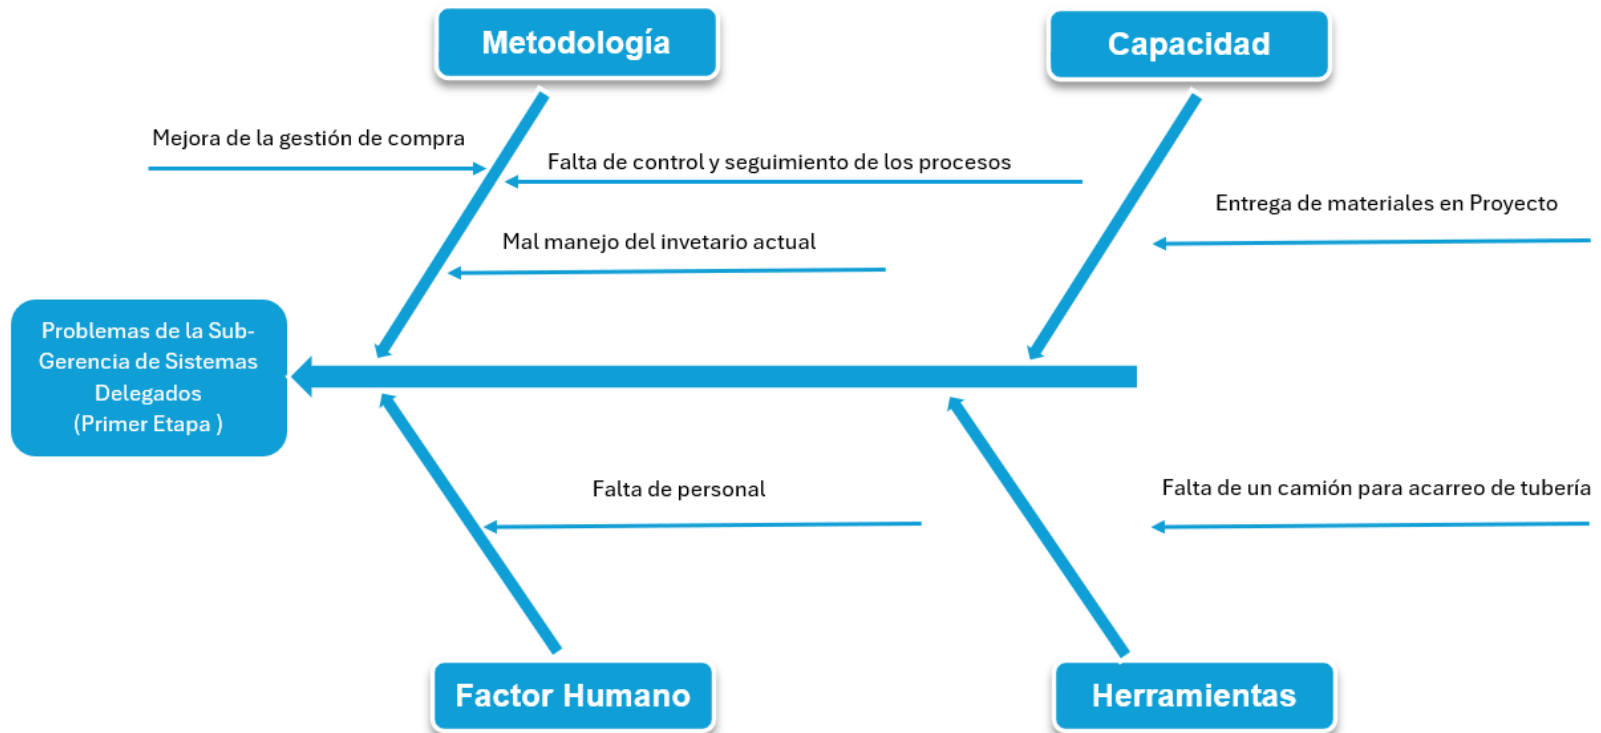 Metodología
Capacidad
Mejora de la gestión de compra
Falta de control y seguimiento de los procesos
Entrega de materiales en Proyecto
Mal manejo del invetario actual
Problemas de la Sub-
Gerencia de Sistemas
Delegados
(Primer Etapa )
Falta de personal
Falta de un camión para acarreo de tubería
Factor Humano
Herramientas